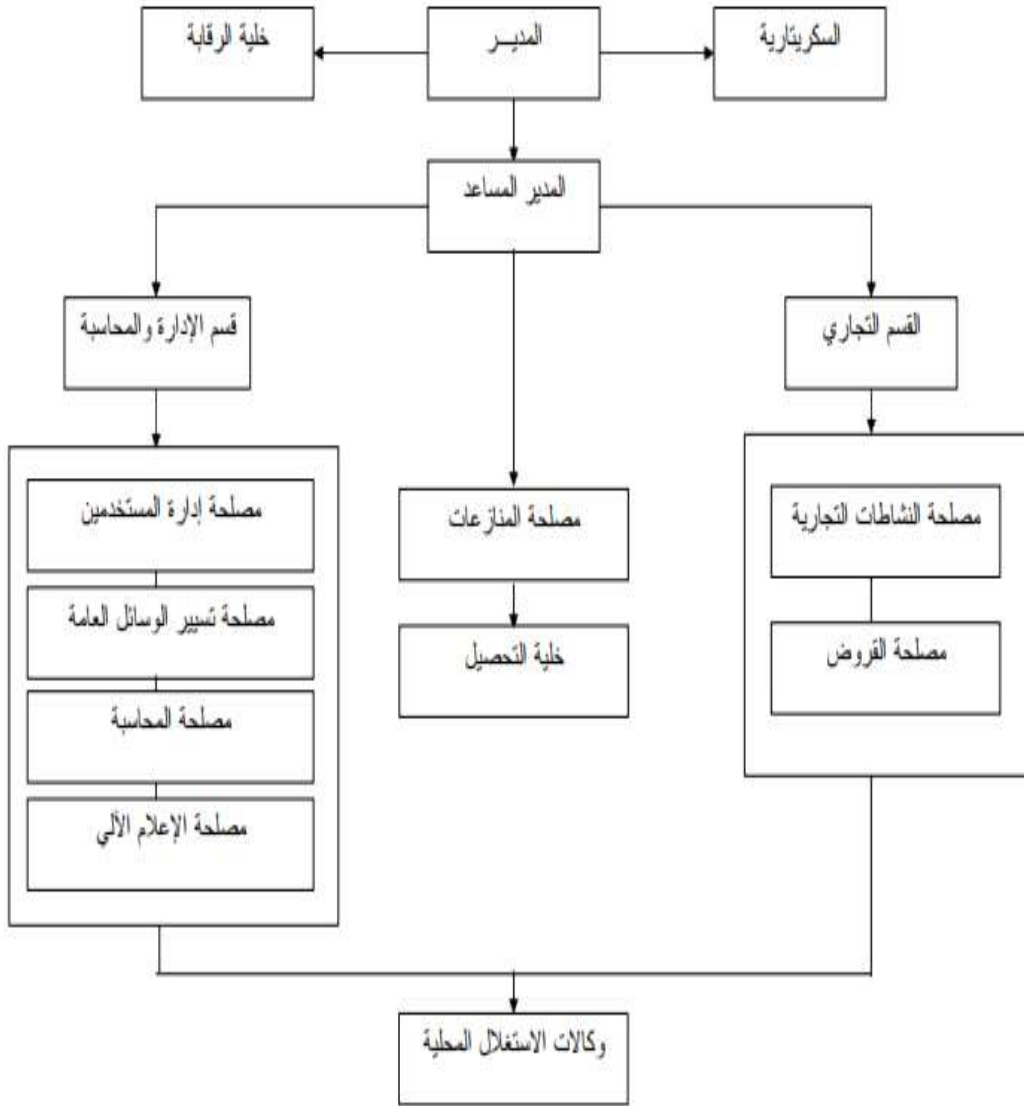 السكريتارية
المديـــر
خلية الرقابة
المدير المساعد
القسم التجاري
قسم الإدارة والمحاسبة
مصلحة النشاطات التجارية
مصلحة القروض
مصلحة المنازعات
خلية التحصيل
مصلحة إدارة المستخدمين
مصلحة تسيير الوسائل العامة
مصلحة المحاسبة
مصلحة الإعلام الألي
وكالات الاستغلال المحلية